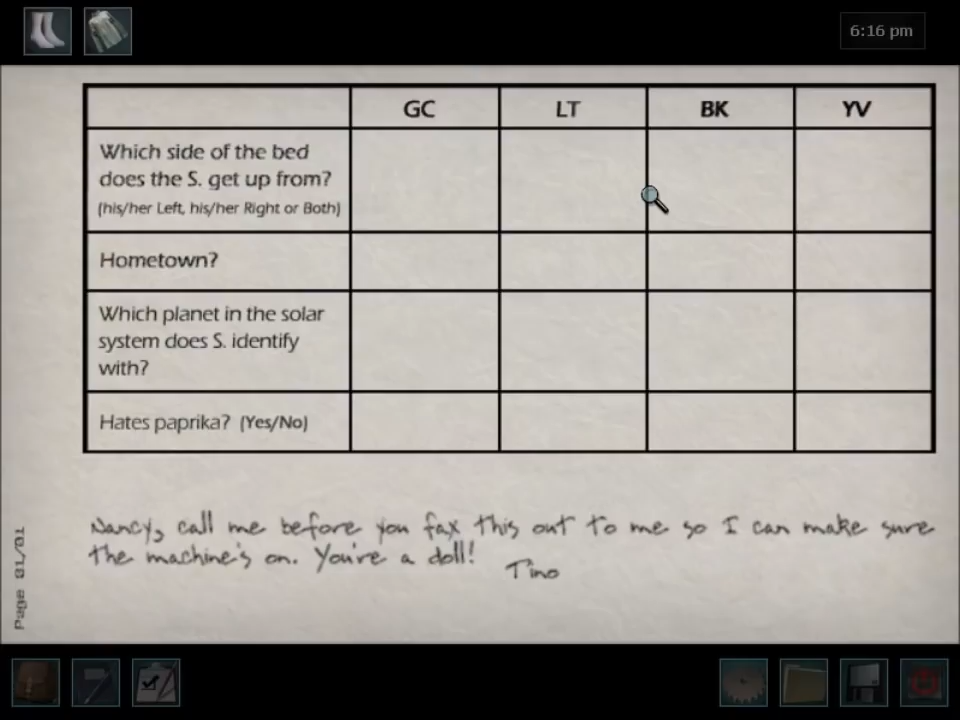 6:16 pm
GC LT BK YV
Which side of the bed
does the S. get up from?
(his/her Left, his/her Right or Both)
Hometown?
Which planet in the solar
system does S. identify
with?
Hates paprika? (Yes/No)
Nancy, call me before you fax this out to me so I can make sure
the machine's on. You're a doll!
Tino
Page 01/01